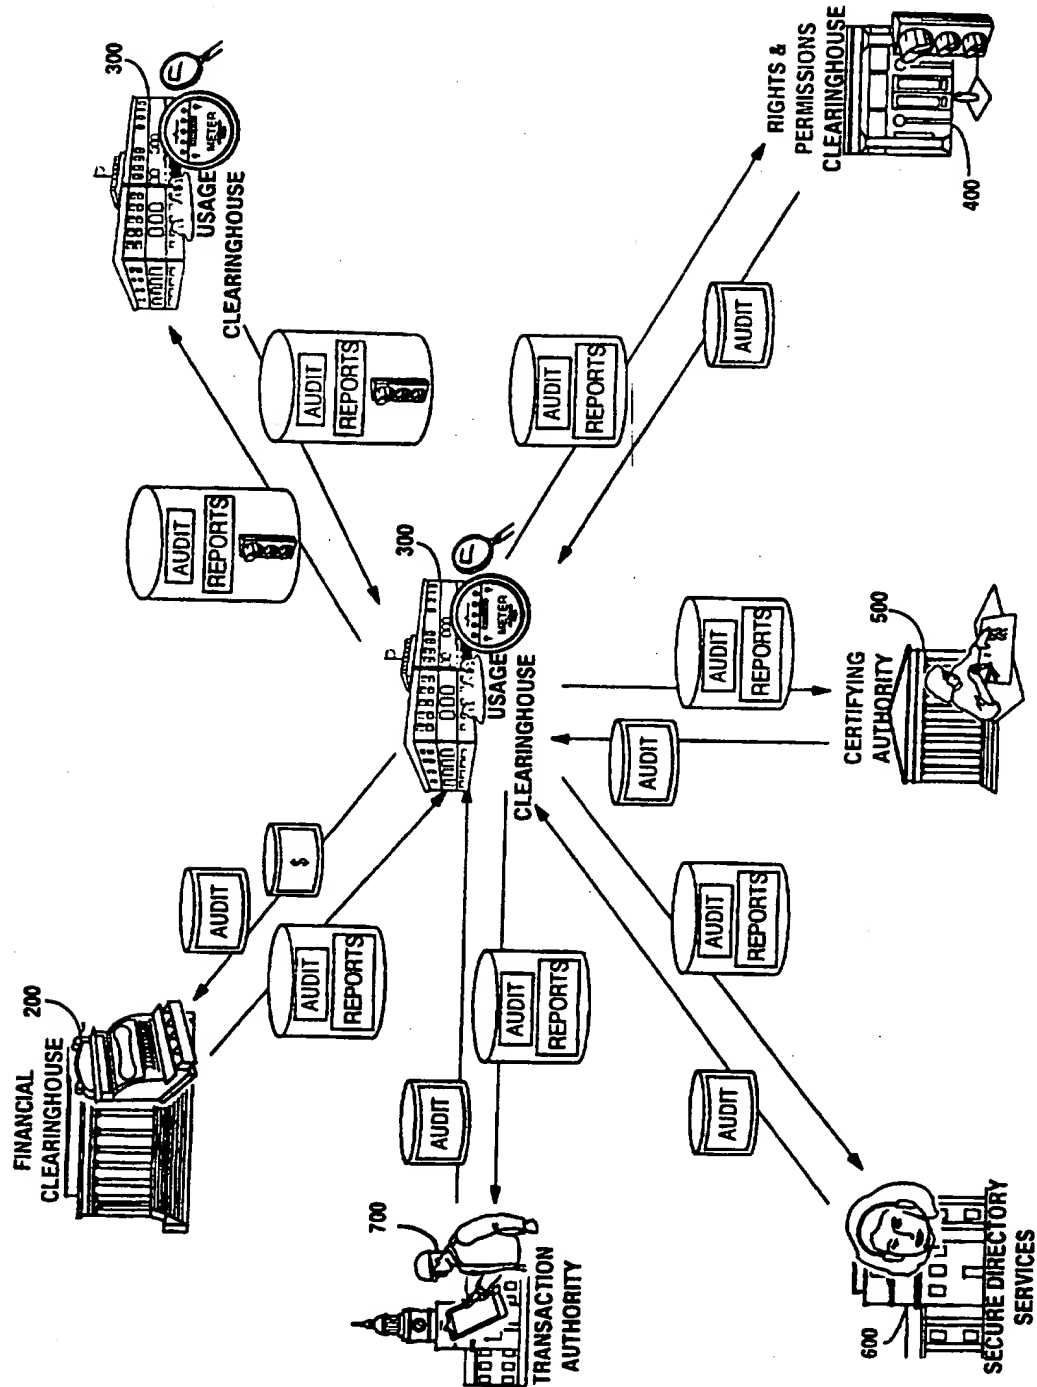 FINANCIAL
CLEARINGHOUSE
200
AUDIT
$
AUDIT
REPORTS
AUDIT
REPORTS
300
USAGE
CLEARINGHOUSE
METER
AUDIT
REPORTS
TRANSACTION
AUTHORITY
700
AUDIT
AUDIT
REPORTS
300
USAGE
CLEARINGHOUSE
METER
AUDIT
REPORTS
AUDIT
RIGHTS &
PERMISSIONS
CLEARINGHOUSE
400
SECURE DIRECTORY
SERVICES
600
AUDIT
AUDIT
REPORTS
AUDIT
AUDIT
REPORTS
CERTIFYING
AUTHORITY
500